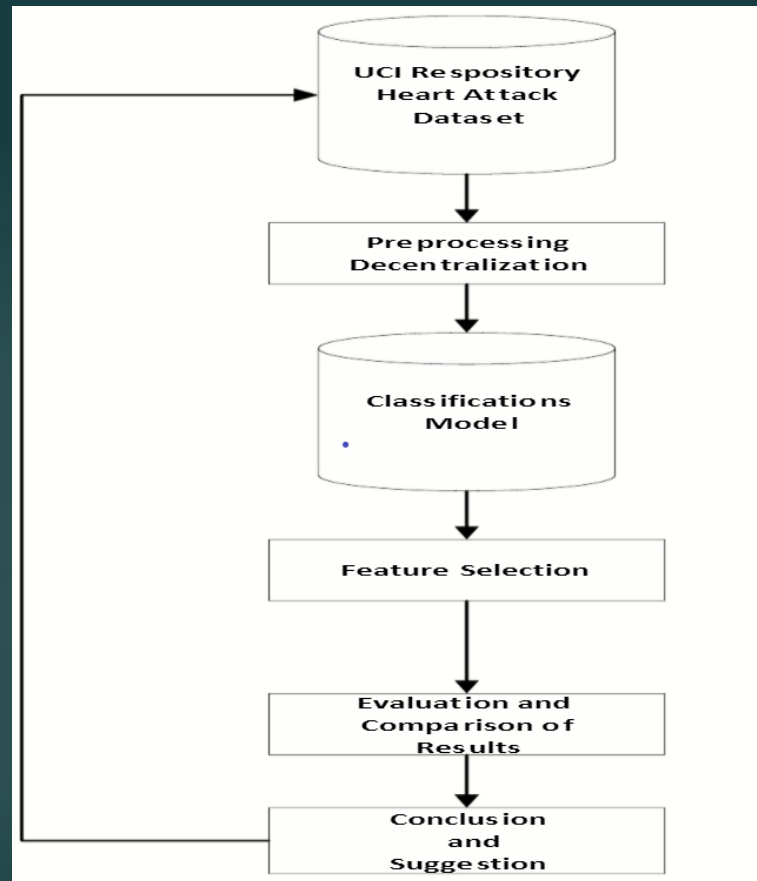 UCI Respository
Heart Attack
Dataset
Preprocessing
Decentralization
Classifications
Model
Feature Selection
Evaluation and
Comparison of
Results
Conclusion
and
Suggestion